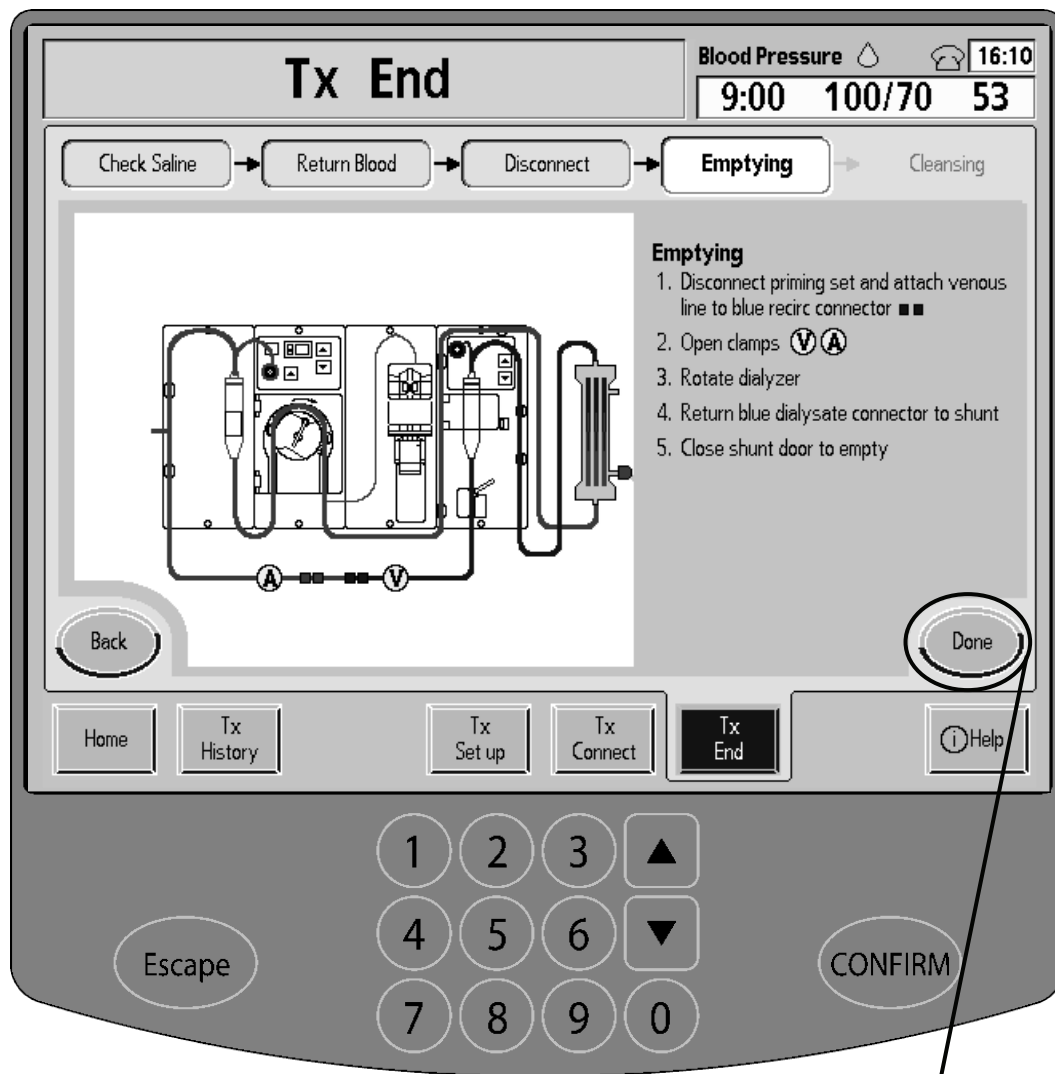 Tx End
Blood Pressure 16:10
9:00 100/70 53
Check Saline Return Blood Disconnect Emptying Cleansing
Emptying
1. Disconnect priming set and attach venous
line to blue recirc connector
2. Open clamps V A
3. Rotate dialyzer
4. Return blue dialysate connector to shunt
5. Close shunt door to empty
A V
Back Done
Home Tx History Tx Set up Tx Connect Tx End i Help
1 2 3
4 5 6
Escape CONFIRM
7 8 9 0